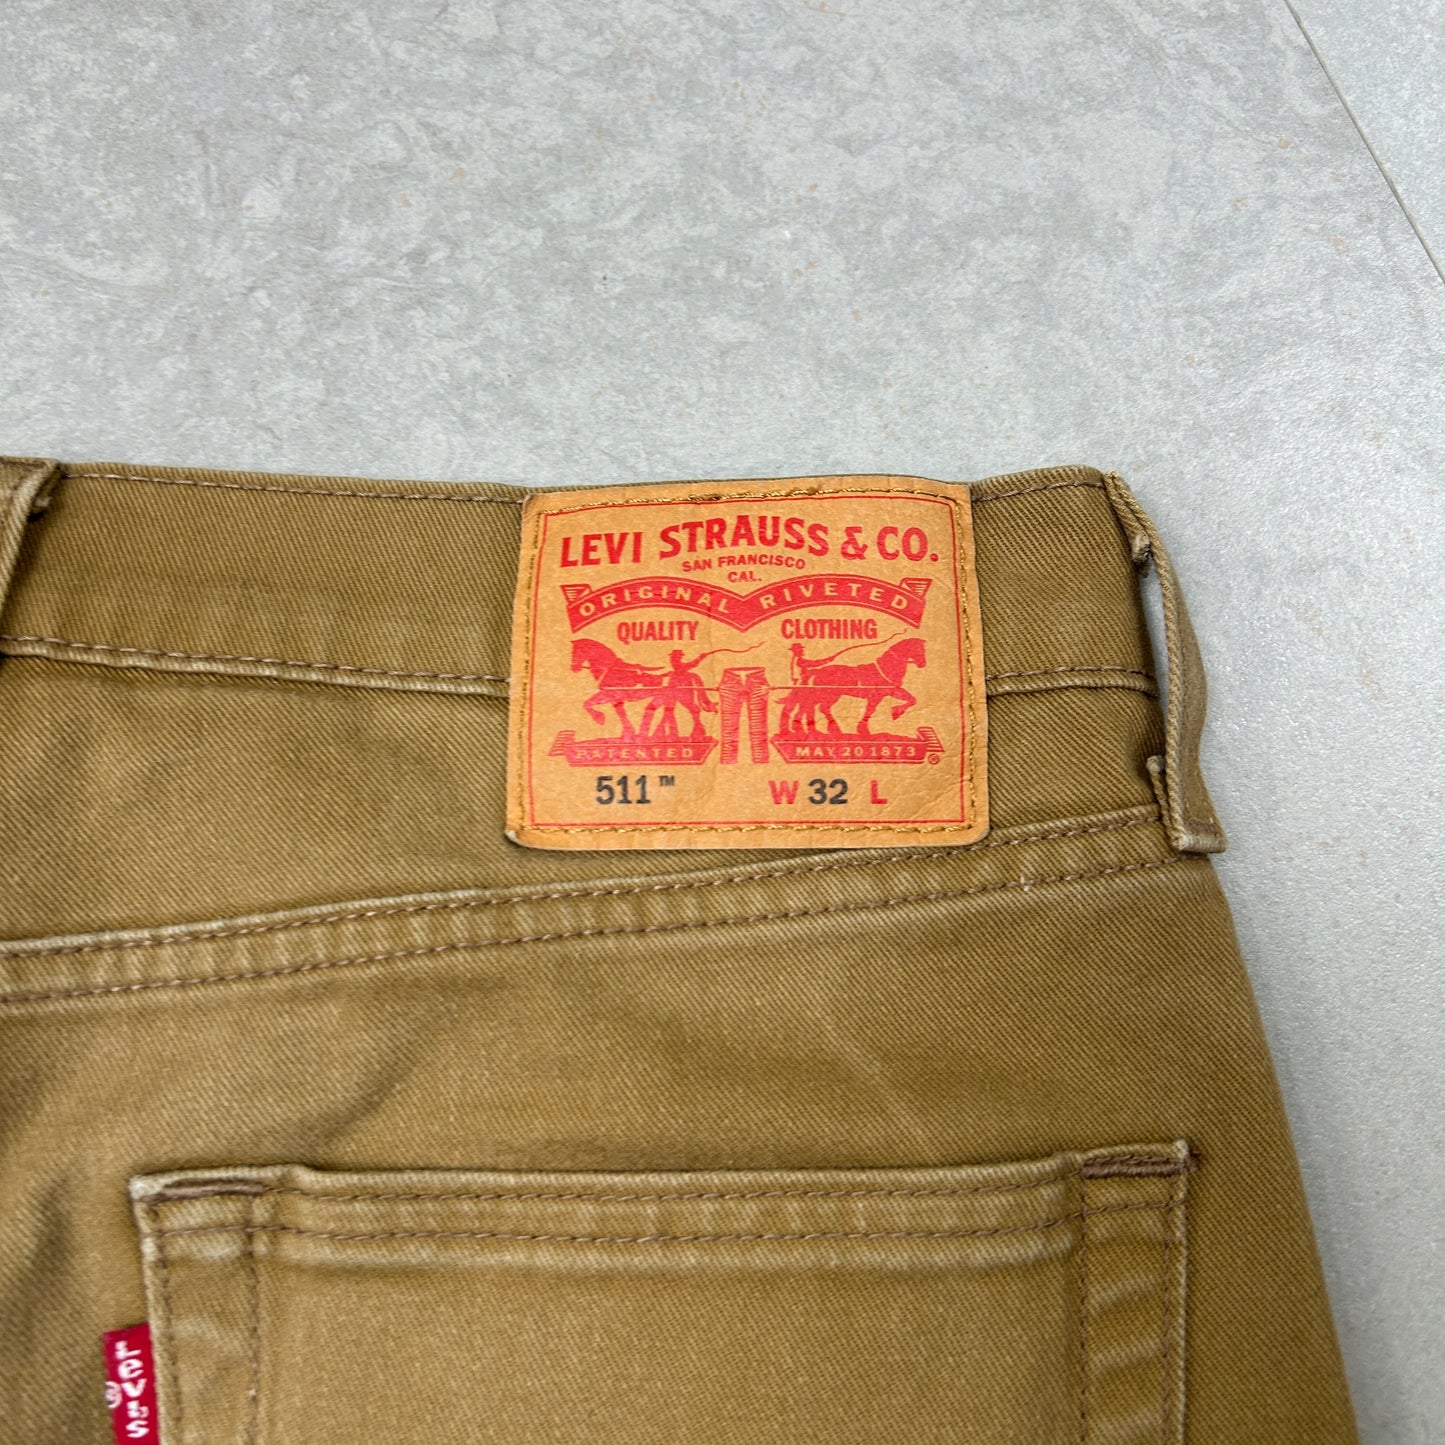 LEVI STRAUSS & CO.
SAN FRANCISCO
CAL.
ORIGINAL RIVETED
QUALITY CLOTHING
PATENTED MAY 20 1873 ®
511™ W 32 L
LEVI'S ®